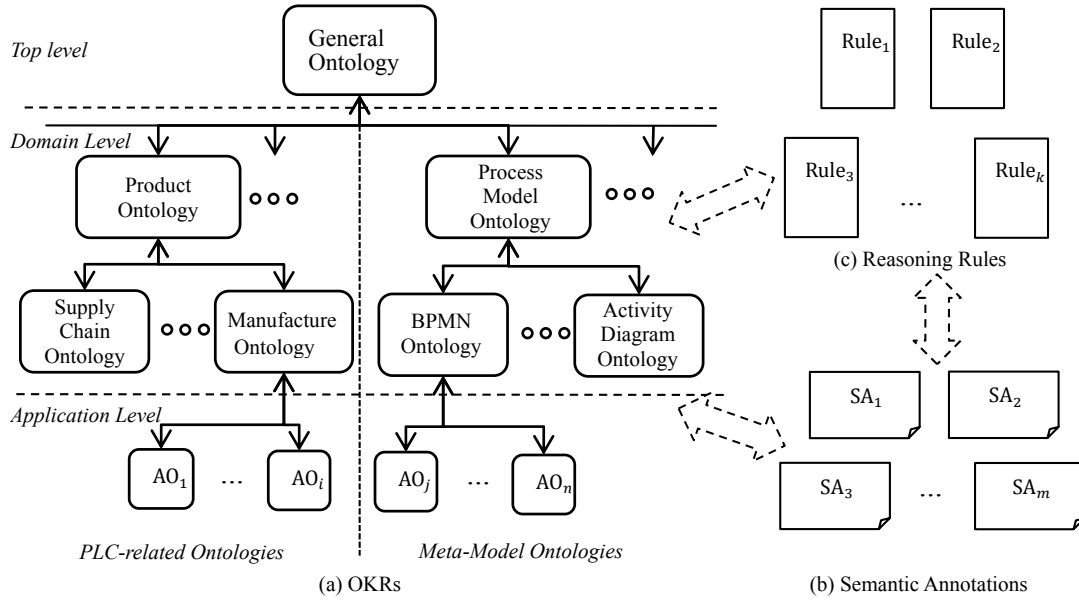 Top level
General
Ontology
Domain Level
Product
Ontology
Process
Model
Ontology
Supply
Chain
Ontology
Manufacture
Ontology
BPMN
Ontology
Activity
Diagram
Ontology
Application Level
AO₁
...
AOᵢ
AOⱼ
...
AOₙ
PLC-related Ontologies
Meta-Model Ontologies
(a) OKRs
Rule₁
Rule₂
Rule₃
...
Ruleₖ
(c) Reasoning Rules
SA₁
SA₂
SA₃
...
SAₘ
(b) Semantic Annotations